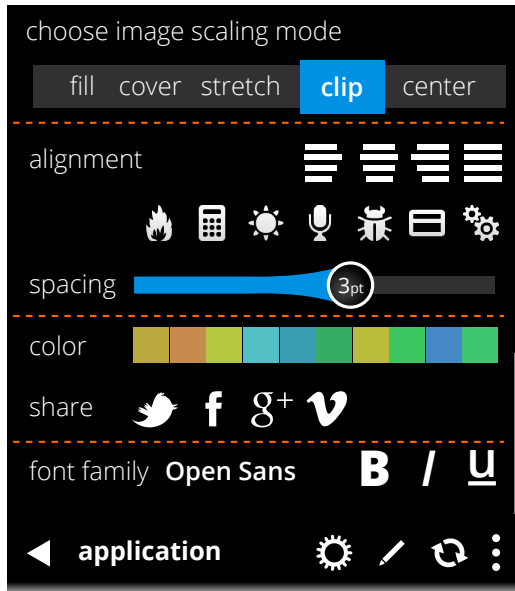 choose image scaling mode
fill cover stretch clip center
alignment
spacing 3pt
color
share f g+ v
font family Open Sans B I U
application